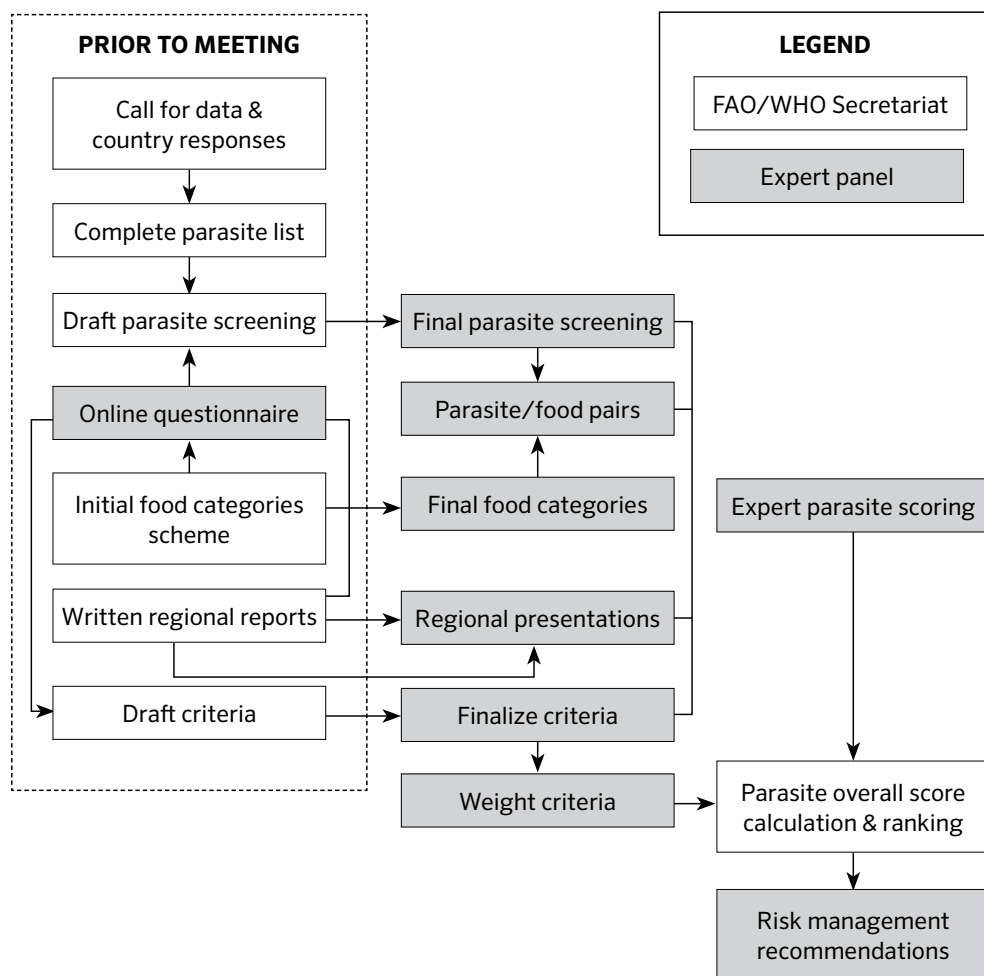 PRIOR TO MEETING
Call for data &
country responses
Complete parasite list
Draft parasite screening
Online questionnaire
Initial food categories
scheme
Written regional reports
Draft criteria
Final parasite screening
Parasite/food pairs
Final food categories
Regional presentations
Finalize criteria
Weight criteria
LEGEND
FAO/WHO Secretariat
Expert panel
Expert parasite scoring
Parasite overall score
calculation & ranking
Risk management
recommendations